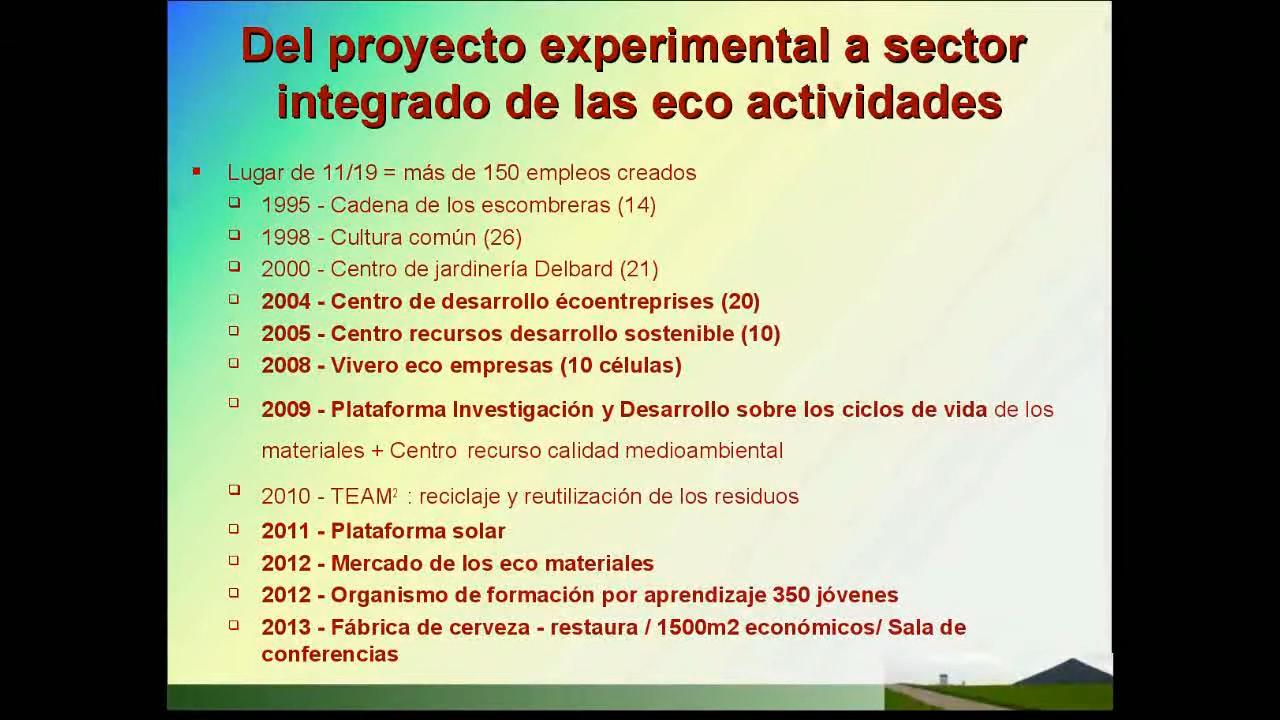 Del proyecto experimental a sector
integrado de las eco actividades
Lugar de 11/19 = más de 150 empleos creados
1995 - Cadena de los escombreras (14)
1998 - Cultura común (26)
2000 - Centro de jardinería Delbard (21)
2004 - Centro de desarrollo écoentreprises (20)
2005 - Centro recursos desarrollo sostenible (10)
2008 - Vivero eco empresas (10 células)
2009 - Plataforma Investigación y Desarrollo sobre los ciclos de vida de los
materiales + Centro recurso calidad medioambiental
2010 - TEAM² : reciclaje y reutilización de los residuos
2011 - Plataforma solar
2012 - Mercado de los eco materiales
2012 - Organismo de formación por aprendizaje 350 jóvenes
2013 - Fábrica de cerveza - restaura / 1500m2 económicos/ Sala de
conferencias